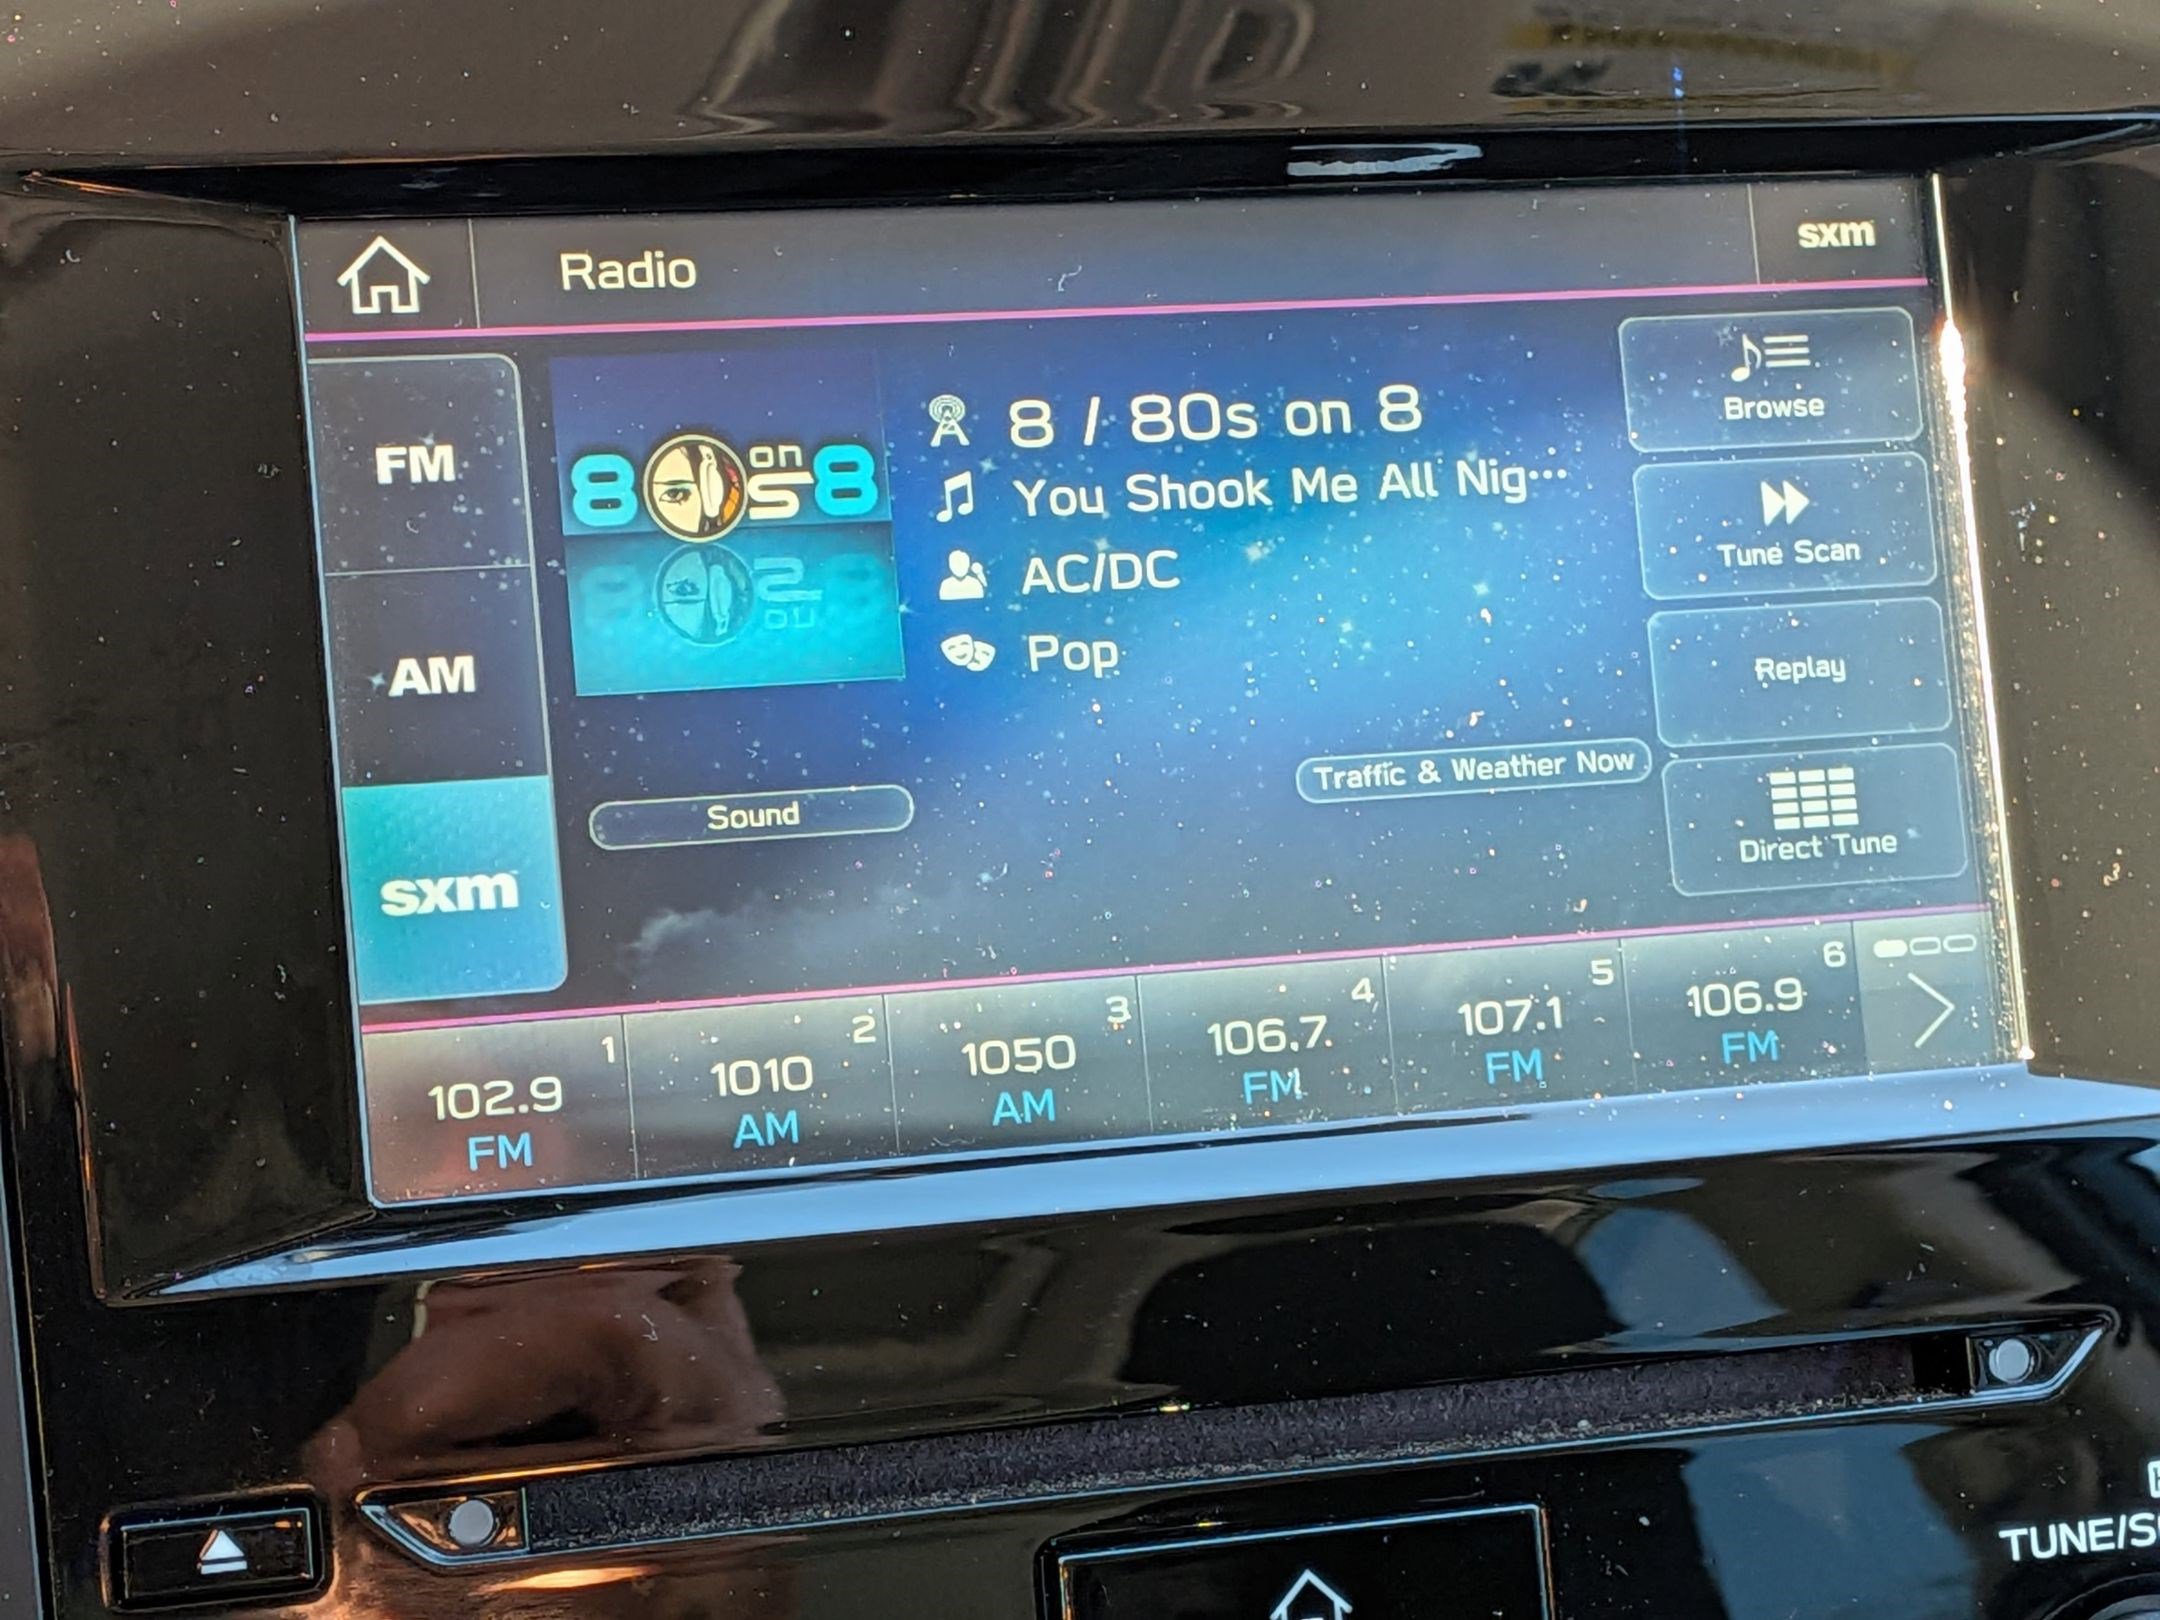 Radio
sxm
FM
AM
sxm
80s on 8
8 / 80s on 8
You Shook Me All Nig...
AC/DC
Pop
Browse
Tune Scan
Replay
Direct Tune
Sound
Traffic & Weather Now
1
102.9
FM
2
1010
AM
3
1050
AM
4
106.7
FM
5
107.1
FM
6
106.9
FM
TUNE/S